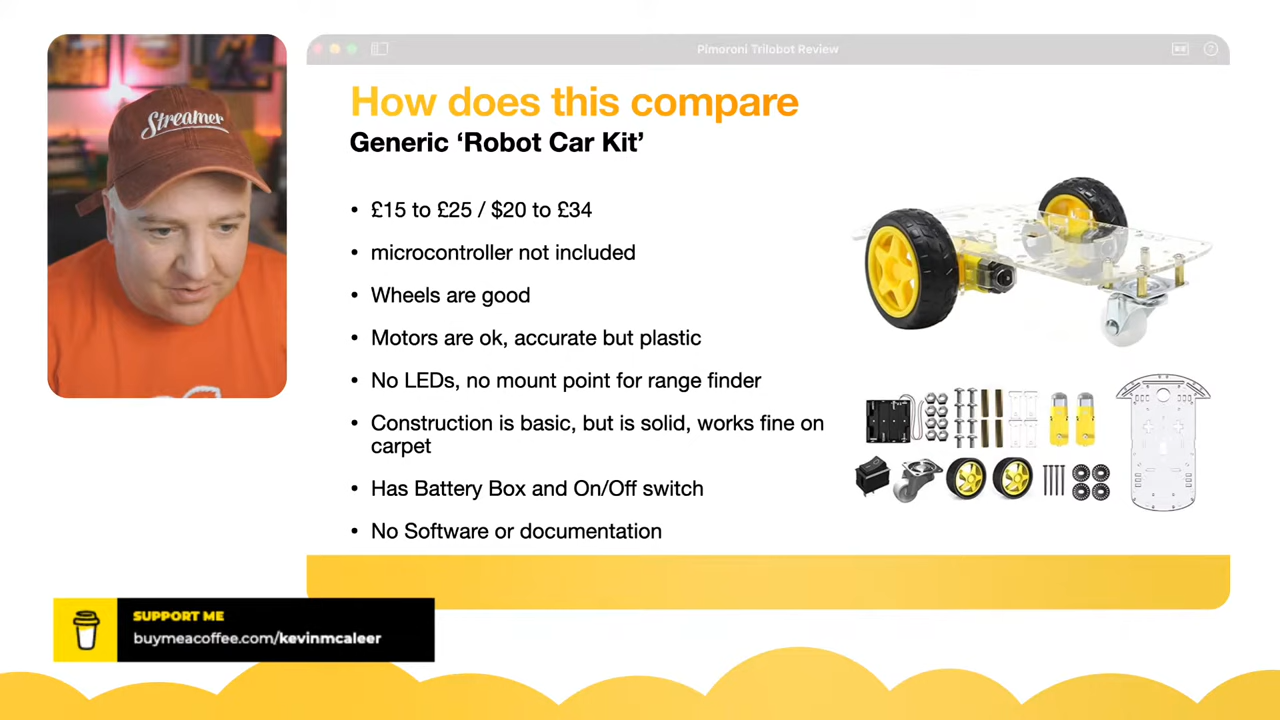 Streamer
Pimoroni Trilobot Review
?
How does this compare
Generic ‘Robot Car Kit’
• £15 to £25 / $20 to £34
• microcontroller not included
• Wheels are good
• Motors are ok, accurate but plastic
• No LEDs, no mount point for range finder
• Construction is basic, but is solid, works fine on
carpet
• Has Battery Box and On/Off switch
• No Software or documentation
SUPPORT ME
buymeacoffee.com/kevinmcaleer